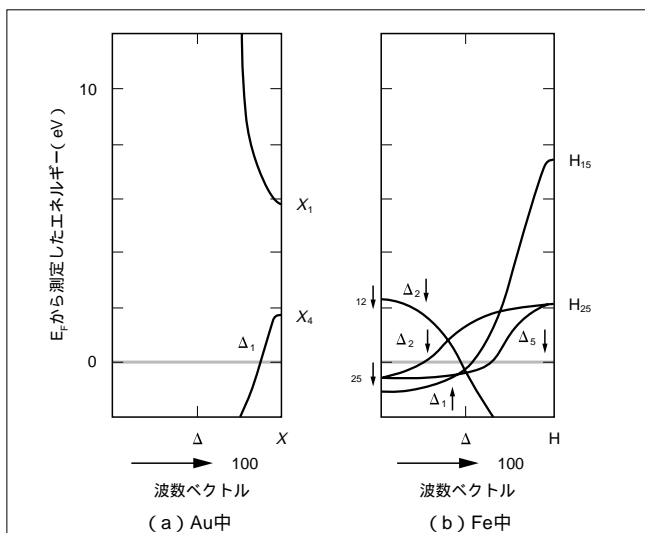 E_Fから測定したエネルギー(eV)
10
0
X₁
X₄
Δ₁
Δ
X
100
波数ベクトル
(a)Au中
H₁₅
H₂₅
12↓
Δ₂↓
Δ₂↓
Δ₅↓
25↓
Δ₁↑
Δ
H
100
波数ベクトル
(b)Fe中